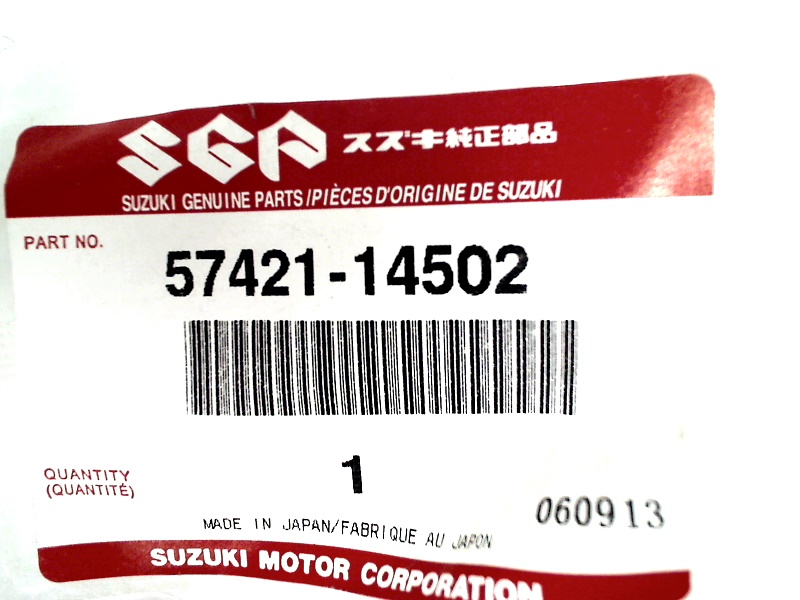 SGP スズキ純正部品
SUZUKI GENUINE PARTS/PIÈCES D'ORIGINE DE SUZUKI
PART NO.
57421-14502
QUANTITY
(QUANTITÉ)
1
060913
MADE IN JAPAN/FABRIQUE AU JAPON
SUZUKI MOTOR CORPORATION